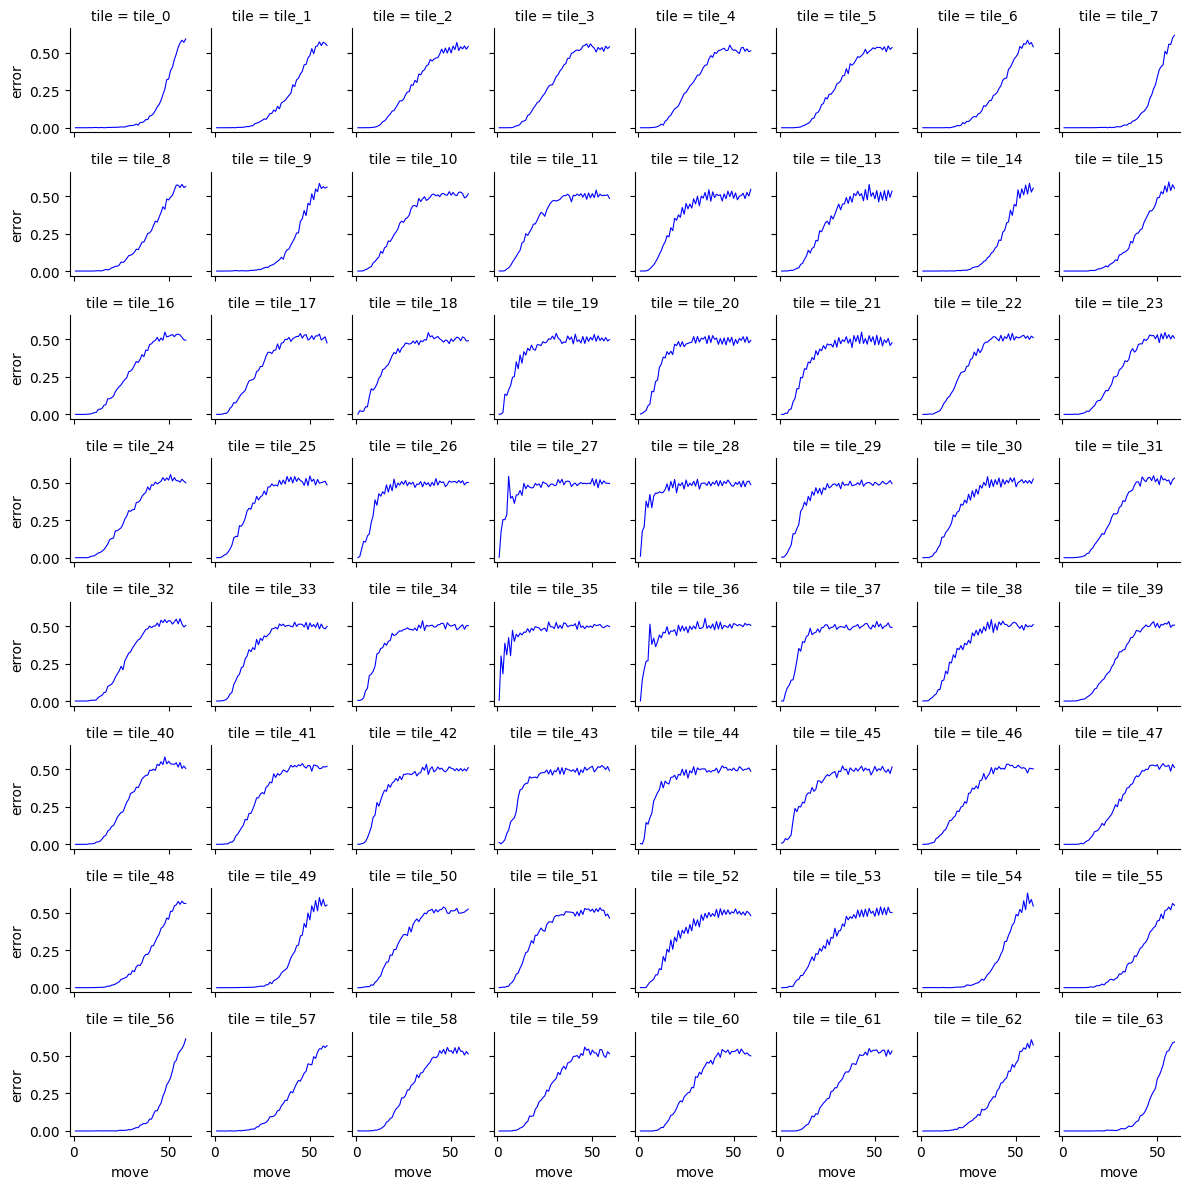 tile = tile_0 tile = tile_1 tile = tile_2 tile = tile_3 tile = tile_4 tile = tile_5 tile = tile_6 tile = tile_7
error
0.50
0.25
0.00
tile = tile_8 tile = tile_9 tile = tile_10 tile = tile_11 tile = tile_12 tile = tile_13 tile = tile_14 tile = tile_15
error
0.50
0.25
0.00
tile = tile_16 tile = tile_17 tile = tile_18 tile = tile_19 tile = tile_20 tile = tile_21 tile = tile_22 tile = tile_23
error
0.50
0.25
0.00
tile = tile_24 tile = tile_25 tile = tile_26 tile = tile_27 tile = tile_28 tile = tile_29 tile = tile_30 tile = tile_31
error
0.50
0.25
0.00
tile = tile_32 tile = tile_33 tile = tile_34 tile = tile_35 tile = tile_36 tile = tile_37 tile = tile_38 tile = tile_39
error
0.50
0.25
0.00
tile = tile_40 tile = tile_41 tile = tile_42 tile = tile_43 tile = tile_44 tile = tile_45 tile = tile_46 tile = tile_47
error
0.50
0.25
0.00
tile = tile_48 tile = tile_49 tile = tile_50 tile = tile_51 tile = tile_52 tile = tile_53 tile = tile_54 tile = tile_55
error
0.50
0.25
0.00
tile = tile_56 tile = tile_57 tile = tile_58 tile = tile_59 tile = tile_60 tile = tile_61 tile = tile_62 tile = tile_63
error
0.50
0.25
0.00
0 50 0 50 0 50 0 50 0 50 0 50 0 50 0 50
move move move move move move move move